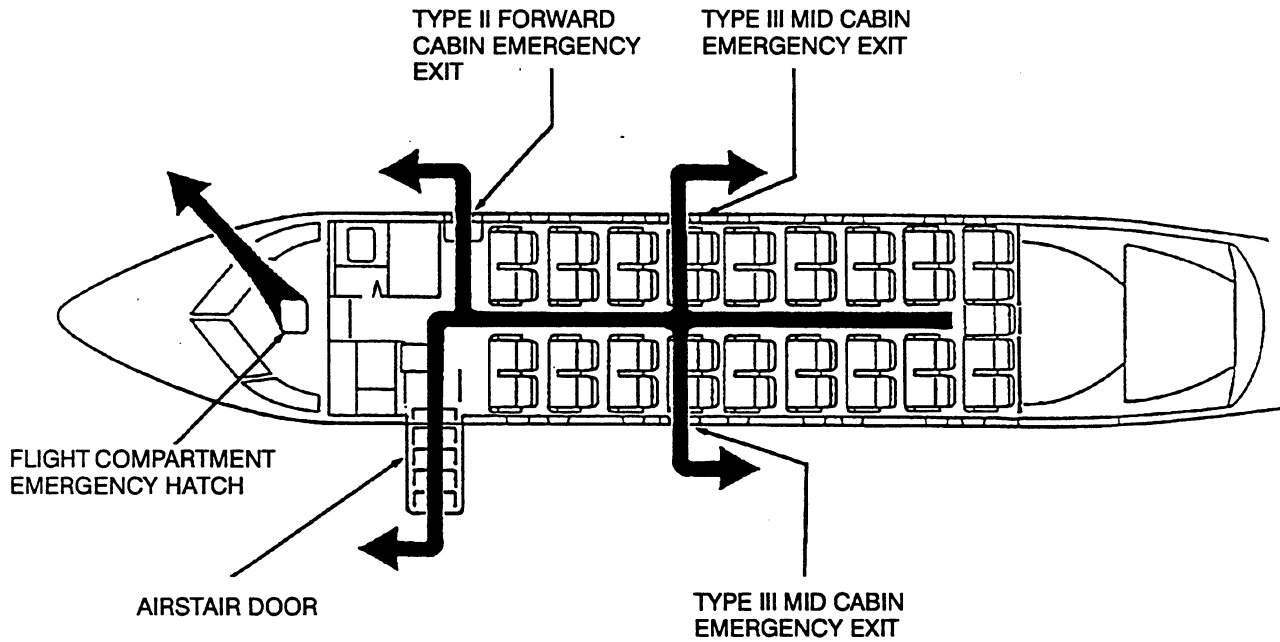 TYPE II FORWARD
CABIN EMERGENCY
EXIT
TYPE III MID CABIN
EMERGENCY EXIT
FLIGHT COMPARTMENT
EMERGENCY HATCH
AIRSTAIR DOOR
TYPE III MID CABIN
EMERGENCY EXIT